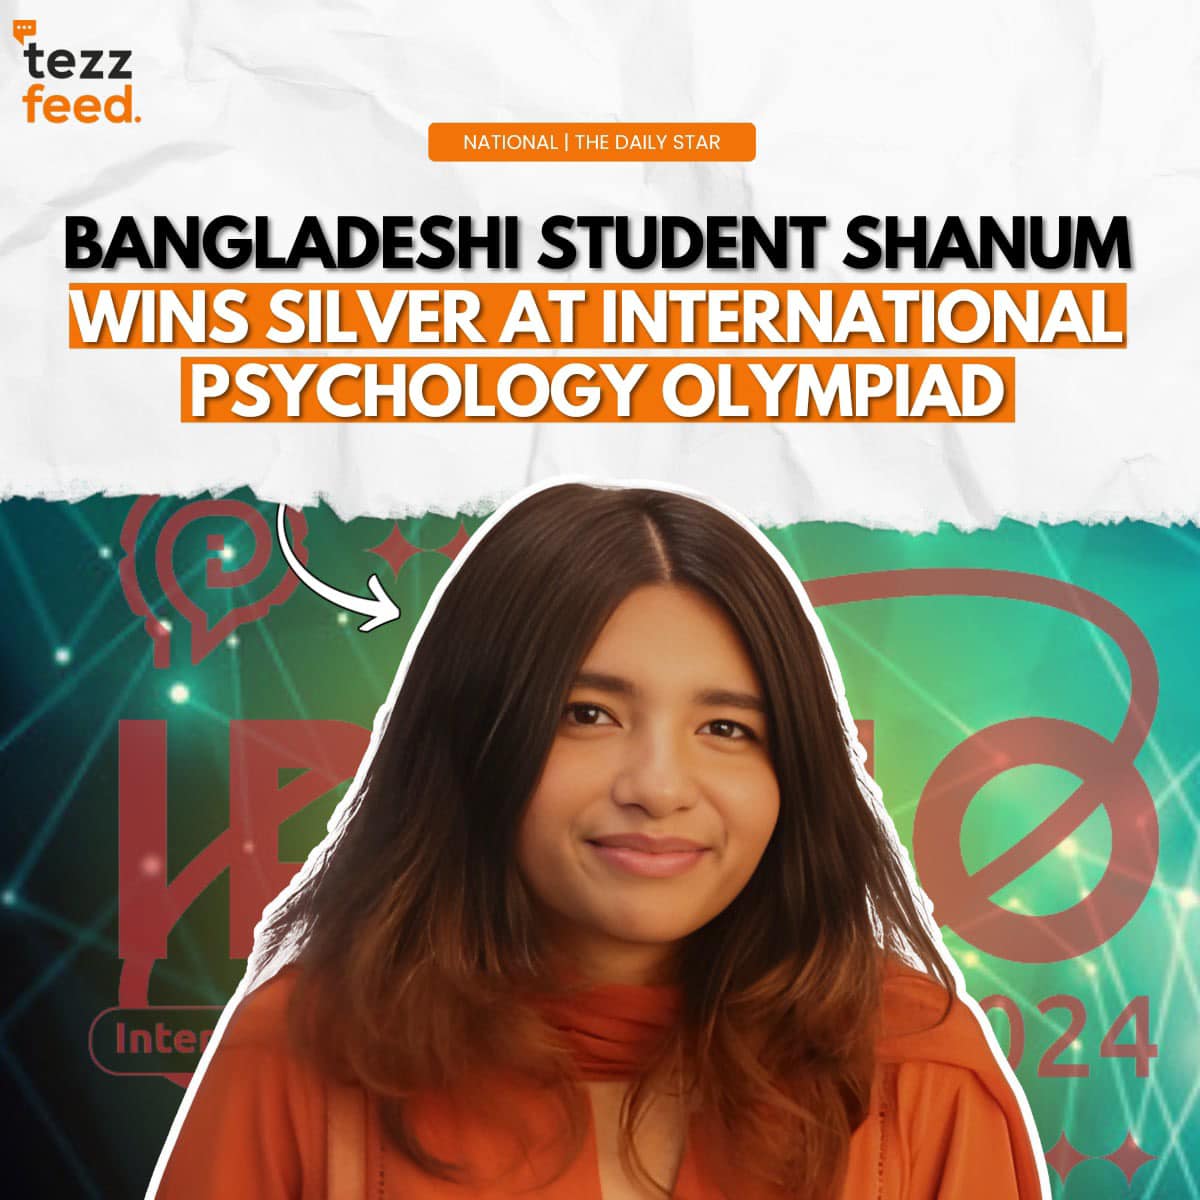 tezz
feed.
NATIONAL | THE DAILY STAR
BANGLADESHI STUDENT SHANUM
WINS SILVER AT INTERNATIONAL
PSYCHOLOGY OLYMPIAD
Inter
024